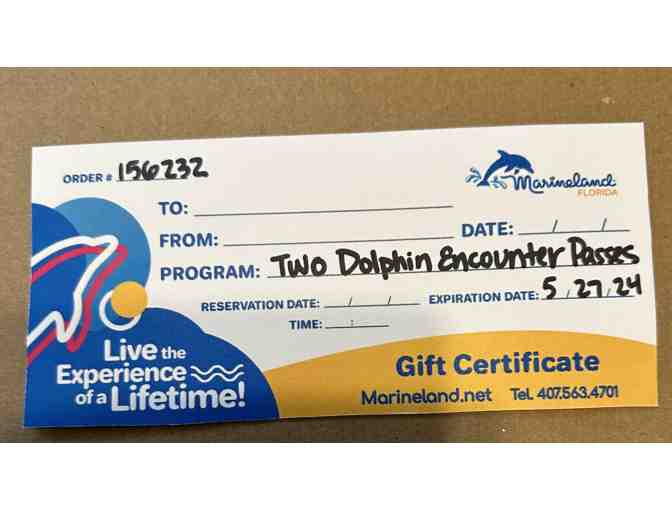 ORDER # 156232
Marineland
FLORIDA
TO:
FROM: DATE: / /
PROGRAM: Two Dolphin Encounter Passes
RESERVATION DATE: / / EXPIRATION DATE: 5 / 27 / 24
TIME: :
Live the
Experience
of a Lifetime!
Gift Certificate
Marineland.net Tel. 407.563.4701